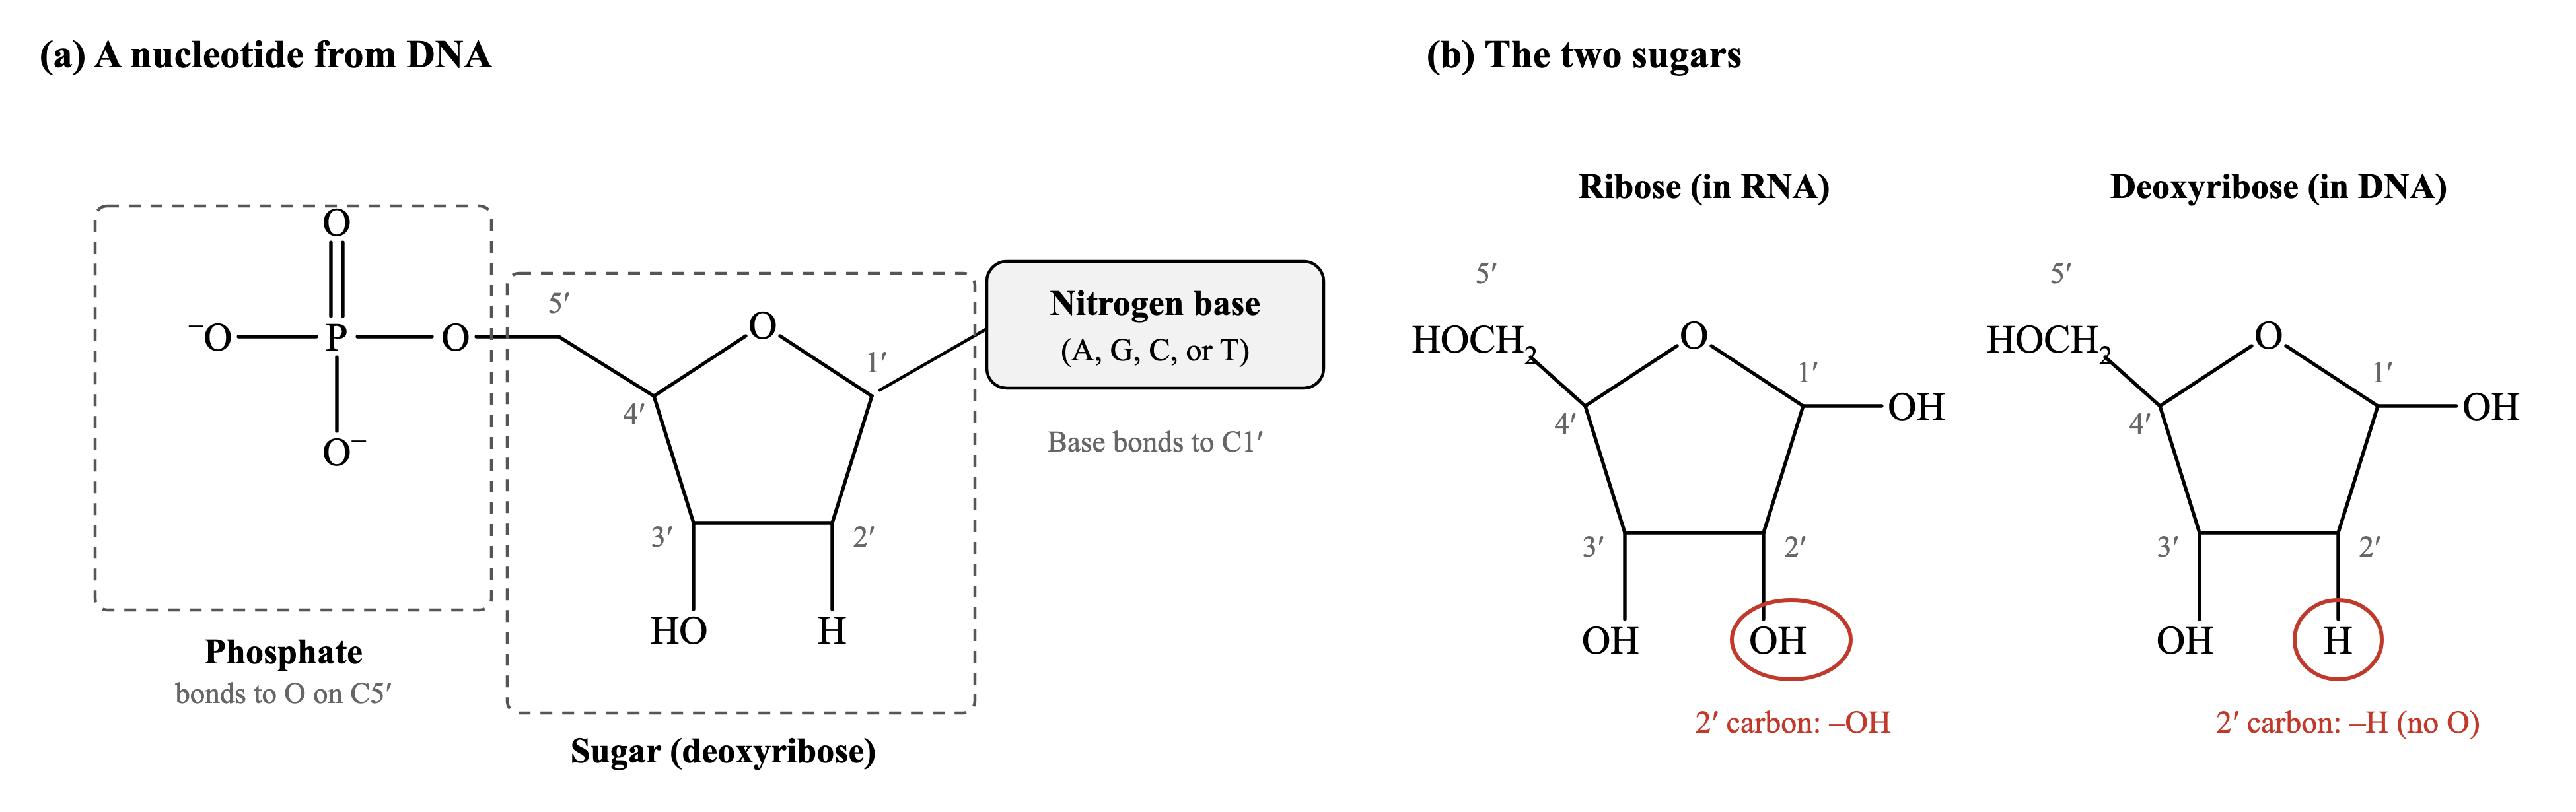 (a) A nucleotide from DNA
O
⁻O
P
O
O⁻
5′
4′
O
1′
3′
2′
HO
H
Nitrogen base
(A, G, C, or T)
Base bonds to C1′
Phosphate
bonds to O on C5′
Sugar (deoxyribose)
(b) The two sugars
Ribose (in RNA)
5′
HOCH₂
O
1′
OH
4′
3′
2′
OH
OH
2′ carbon: –OH
Deoxyribose (in DNA)
5′
HOCH₂
O
1′
OH
4′
3′
2′
OH
H
2′ carbon: –H (no O)